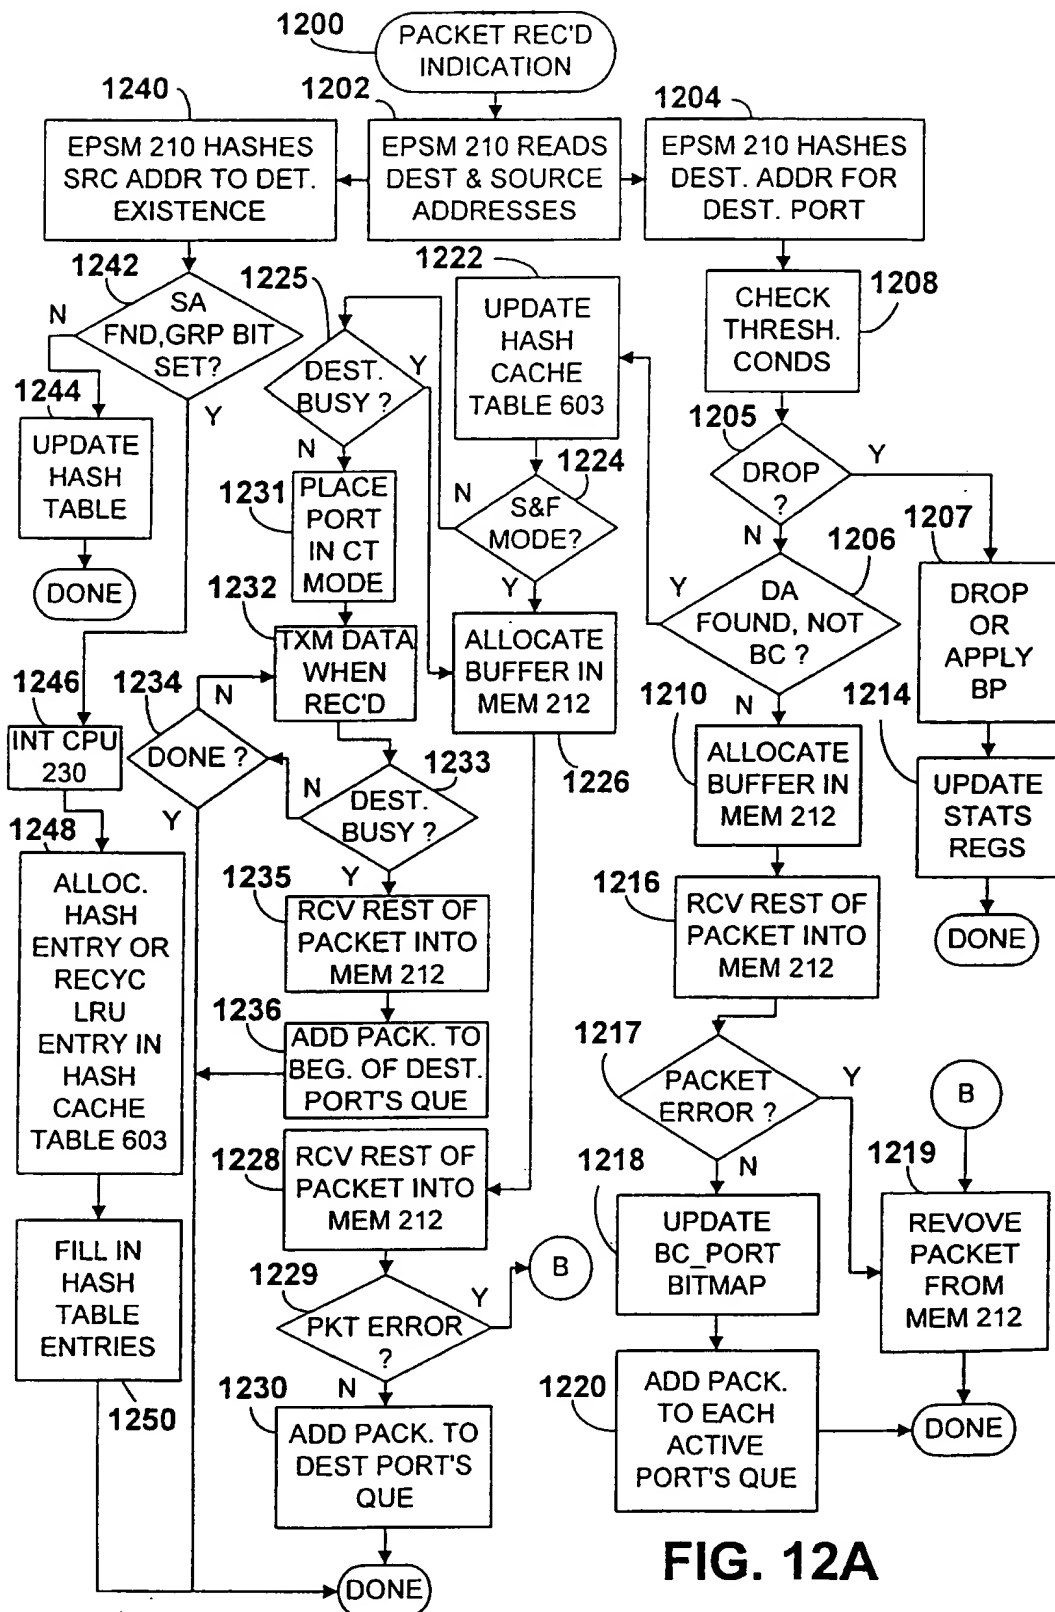 1200
PACKET REC'D
INDICATION
1240
EPSM 210 HASHES
SRC ADDR TO DET.
EXISTENCE
1202
EPSM 210 READS
DEST & SOURCE
ADDRESSES
1204
EPSM 210 HASHES
DEST. ADDR FOR
DEST. PORT
1242
SA
FND,GRP BIT
SET?
N
Y
1244
UPDATE
HASH
TABLE
DONE
1225
DEST.
BUSY ?
Y
N
1222
UPDATE
HASH
CACHE
TABLE 603
1208
CHECK
THRESH.
CONDS
1205
DROP
?
Y
N
1224
S&F
MODE?
N
Y
1231
PLACE
PORT
IN CT
MODE
1207
DROP
OR
APPLY
BP
1206
DA
FOUND, NOT
BC ?
Y
N
1232
TXM DATA
WHEN
REC'D
ALLOCATE
BUFFER IN
MEM 212
1226
1246
INT CPU
230
1234
DONE ?
N
Y
1233
DEST.
BUSY ?
N
Y
1210
ALLOCATE
BUFFER IN
MEM 212
1214
UPDATE
STATS
REGS
DONE
1248
ALLOC.
HASH
ENTRY OR
RECYC
LRU
ENTRY IN
HASH
CACHE
TABLE 603
1235
RCV REST OF
PACKET INTO
MEM 212
1216
RCV REST OF
PACKET INTO
MEM 212
1236
ADD PACK. TO
BEG. OF DEST.
PORT'S QUE
1217
PACKET
ERROR ?
Y
N
B
1228
RCV REST OF
PACKET INTO
MEM 212
1218
UPDATE
BC_PORT
BITMAP
1219
REVOVE
PACKET
FROM
MEM 212
FILL IN
HASH
TABLE
ENTRIES
1250
1229
PKT ERROR
?
Y
N
B
1230
ADD PACK. TO
DEST PORT'S
QUE
1220
ADD PACK.
TO EACH
ACTIVE
PORT'S QUE
DONE
DONE
FIG. 12A